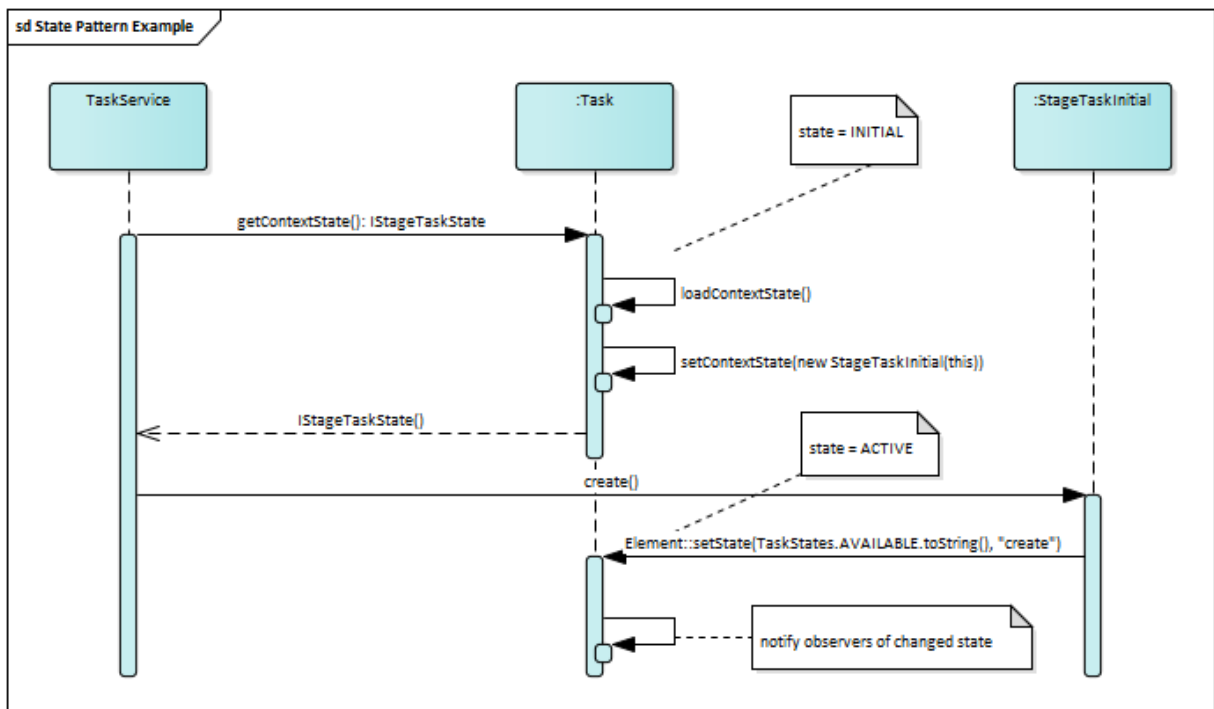 sd State Pattern Example
TaskService
:Task
:StageTaskInitial
state = INITIAL
getContextState(): IStageTaskState
loadContextState()
setContextState(new StageTaskInitial(this))
IStageTaskState()
state = ACTIVE
create()
Element::setState(TaskStates.AVAILABLE.toString(), "create")
notify observers of changed state